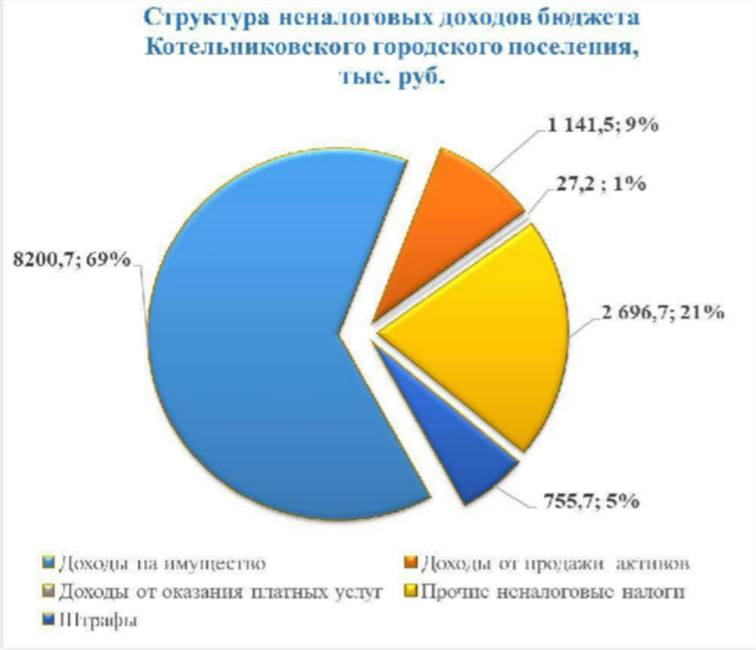 Структура неналоговых доходов бюджета
Котельниковского городского поселения,
тыс. руб.
1 141,5; 9%
27,2 ; 1%
8200,7; 69%
2 696,7; 21%
755,7; 5%
Доходы на имущество
Доходы от продажи активов
Доходы от оказания платных услуг
Прочие неналоговые налоги
Штрафы